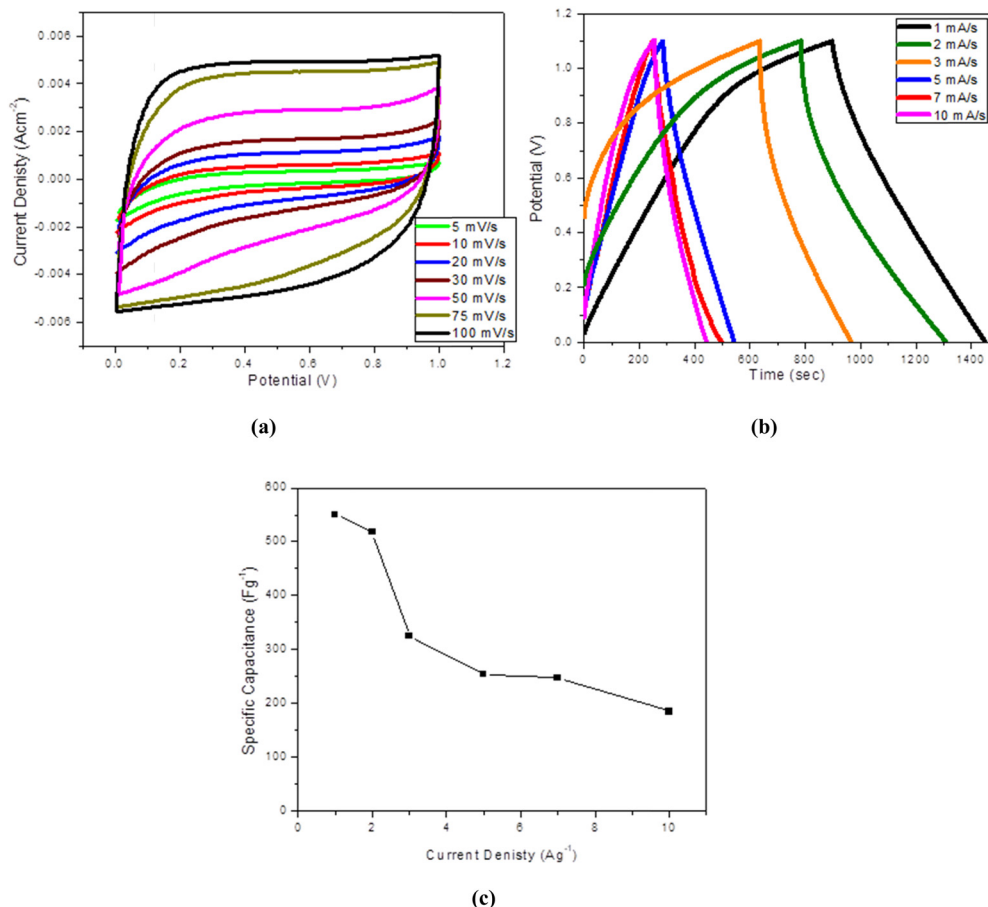 0.006
0.004
0.002
0.000
-0.002
-0.004
-0.006
Current Denisty (Acm⁻²)
0.0 0.2 0.4 0.6 0.8 1.0 1.2
Potential (V)
5 mV/s
10 mV/s
20 mV/s
30 mV/s
50 mV/s
75 mV/s
100 mV/s
(a)
1.2
1.0
0.8
0.6
0.4
0.2
0.0
Potential (V)
0 200 400 600 800 1000 1200 1400
Time (sec)
1 mA/s
2 mA/s
3 mA/s
5 mA/s
7 mA/s
10 mA/s
(b)
600
500
400
300
200
100
0
Specific Capacitance (Fg⁻¹)
0 2 4 6 8 10
Current Denisty (Ag⁻¹)
(c)